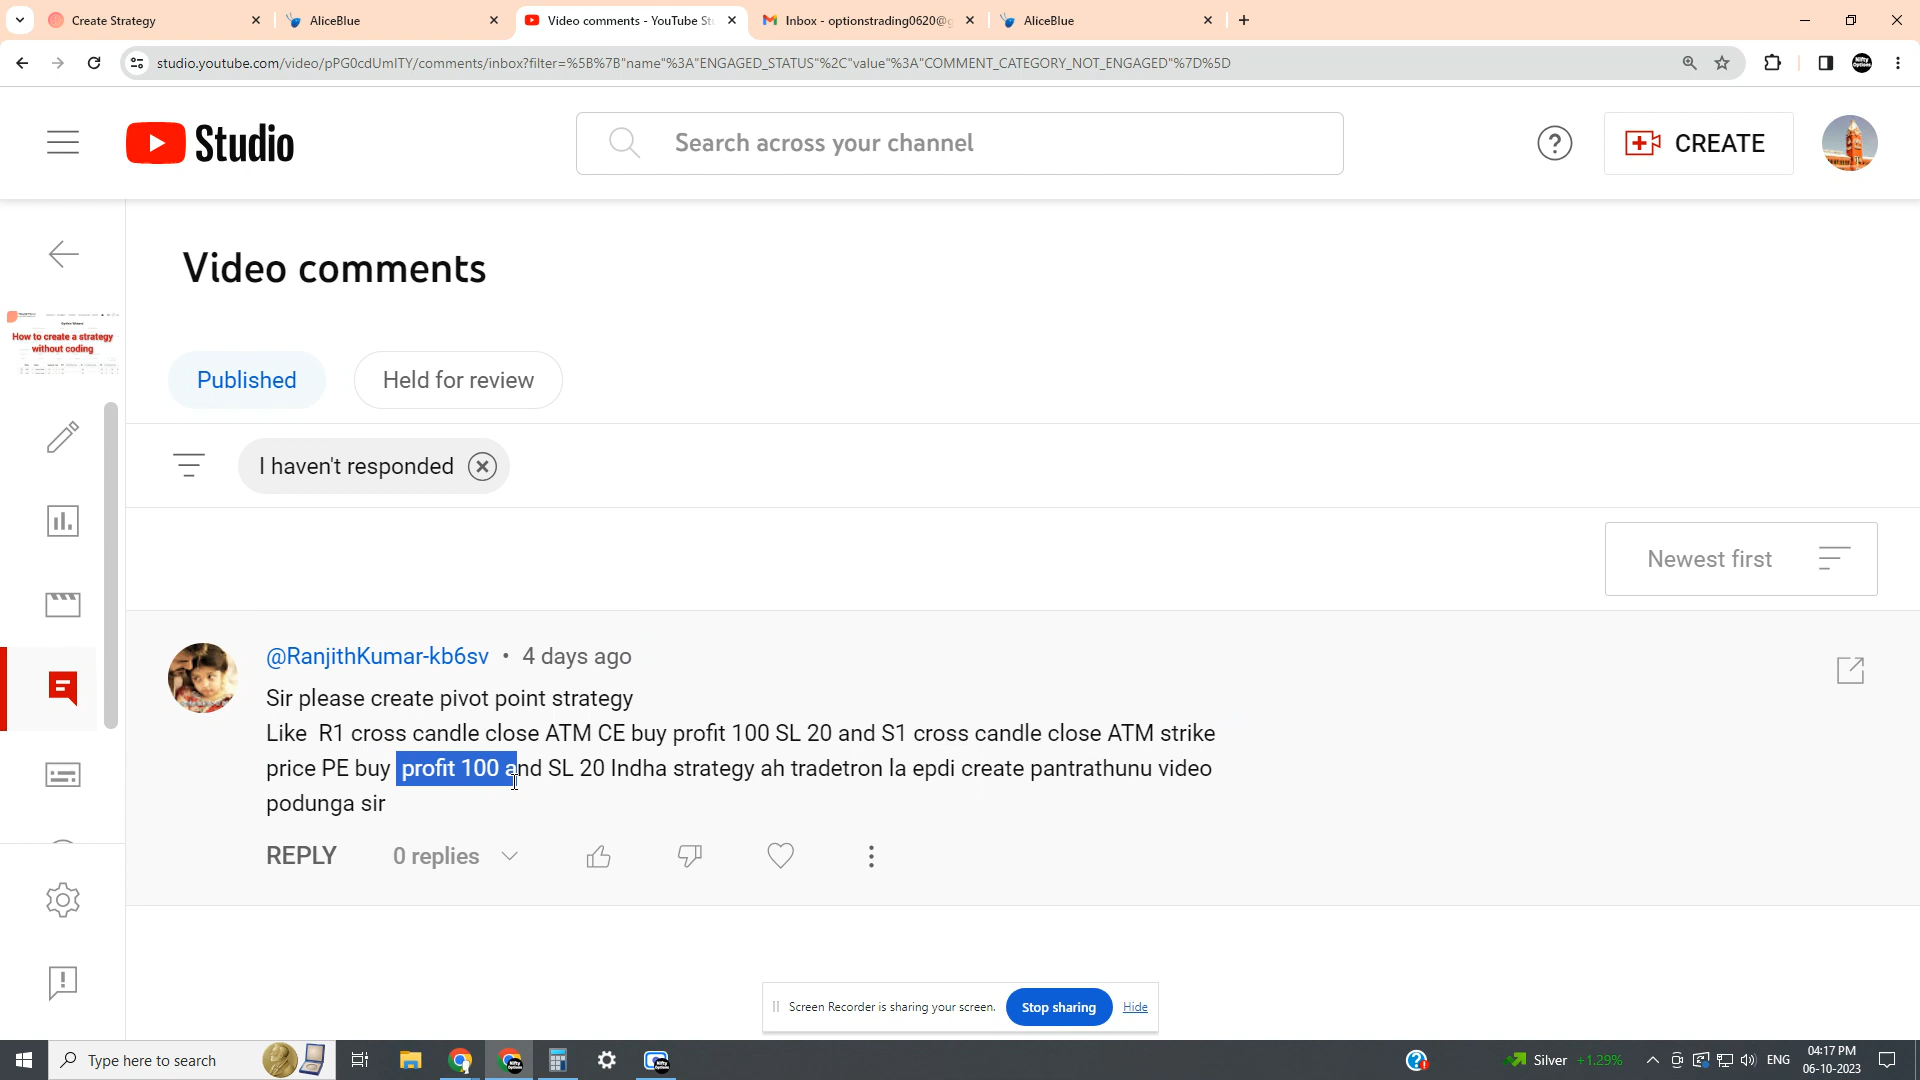 Create Strategy
AliceBlue
Video comments - YouTube St
Inbox - optionstrading0620@g
AliceBlue
studio.youtube.com/video/pPG0cdUmITY/comments/inbox?filter=%5B%7B"name"%3A"ENGAGED_STATUS"%2C"value"%3A"COMMENT_CATEGORY_NOT_ENGAGED"%7D%5D
Studio
Search across your channel
CREATE
Video comments
How to create a strategy
without coding
Published
Held for review
I haven't responded
Newest first
@RanjithKumar-kb6sv • 4 days ago
Sir please create pivot point strategy
Like R1 cross candle close ATM CE buy profit 100 SL 20 and S1 cross candle close ATM strike
price PE buy profit 100 and SL 20 Indha strategy ah tradetron la epdi create pantrathunu video
podunga sir
REPLY
0 replies
Screen Recorder is sharing your screen.
Stop sharing
Hide
Type here to search
Silver +1.29%
ENG
04:17 PM
06-10-2023